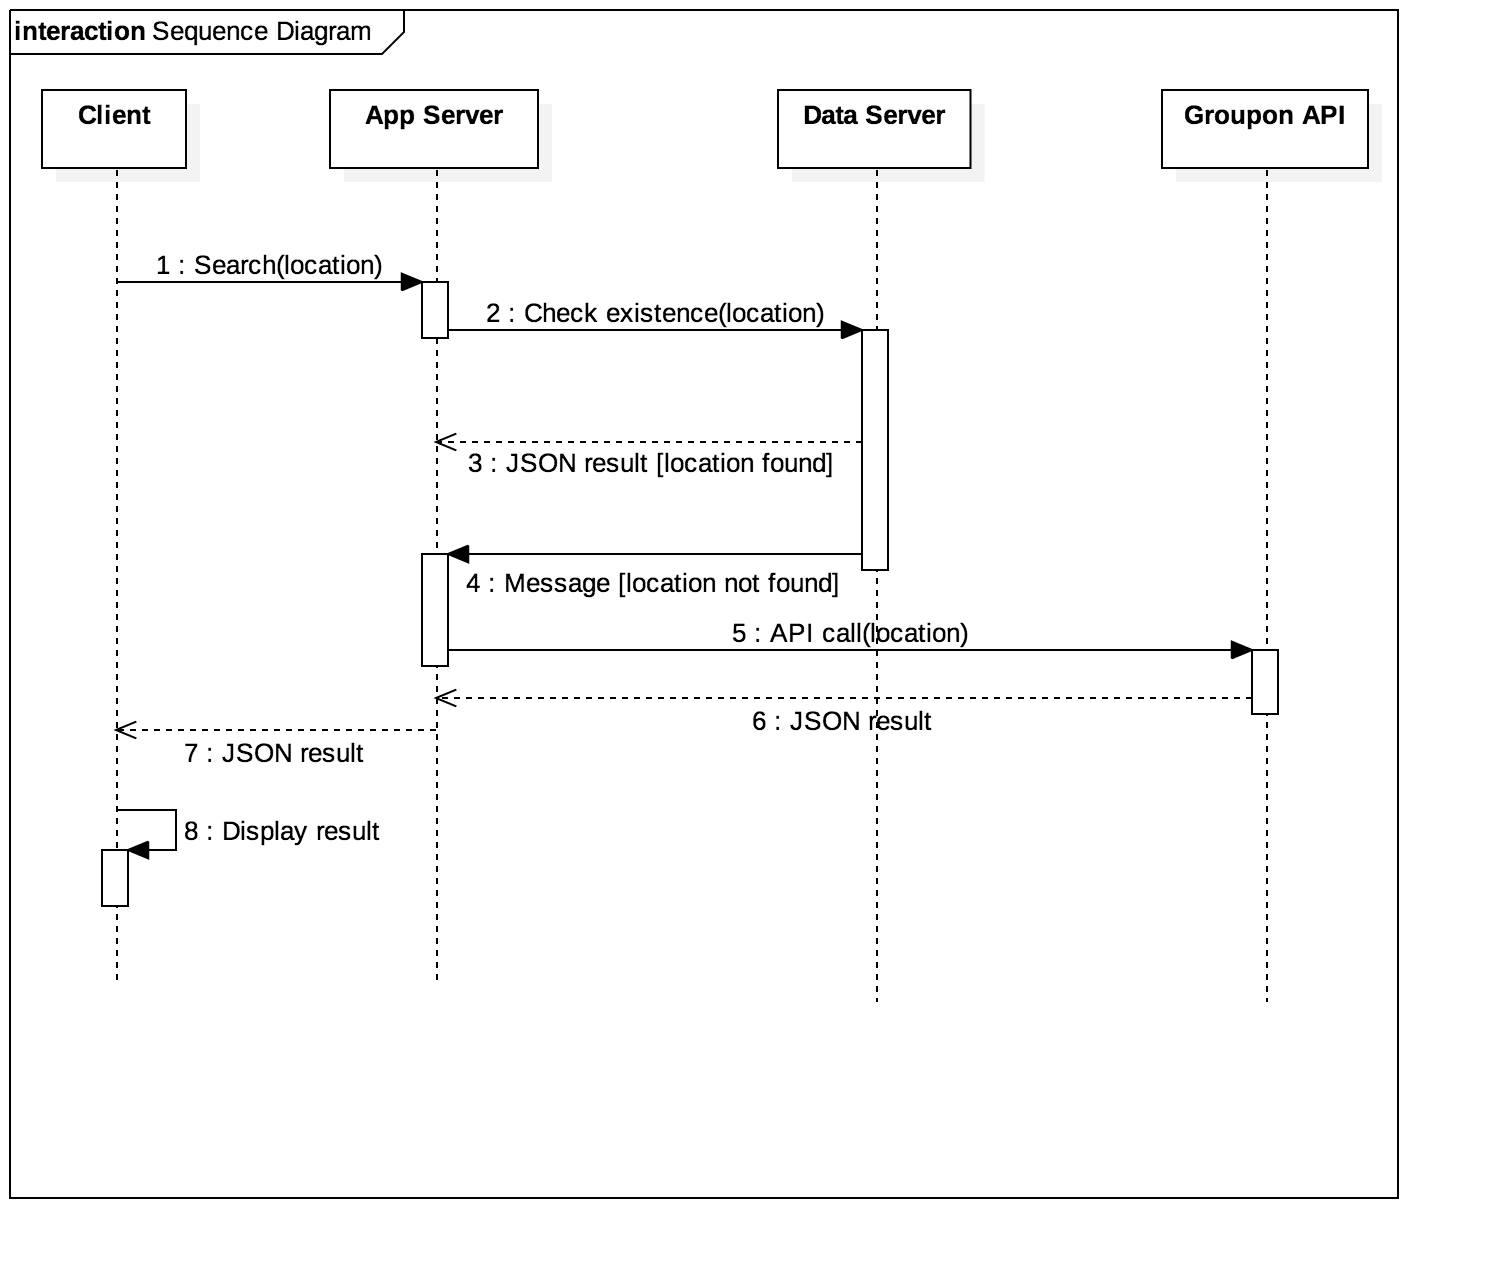 interaction Sequence Diagram
Client
App Server
Data Server
Groupon API
1 : Search(location)
2 : Check existence(location)
3 : JSON result [location found]
4 : Message [location not found]
5 : API call(location)
6 : JSON result
7 : JSON result
8 : Display result